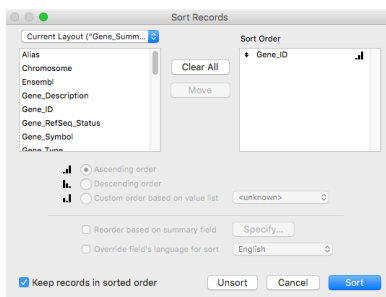 Sort Records
Current Layout ("Gene_Summ...
Sort Order
Alias
Chromosome
Ensembl
Gene_Description
Gene_ID
Gene_RefSeq_Status
Gene_Symbol
Gene_Type
Clear All
Move
Gene_ID
Ascending order
Descending order
Custom order based on value list
<unknown>
Reorder based on summary field
Specify...
Override field's language for sort
English
Keep records in sorted order
Unsort
Cancel
Sort